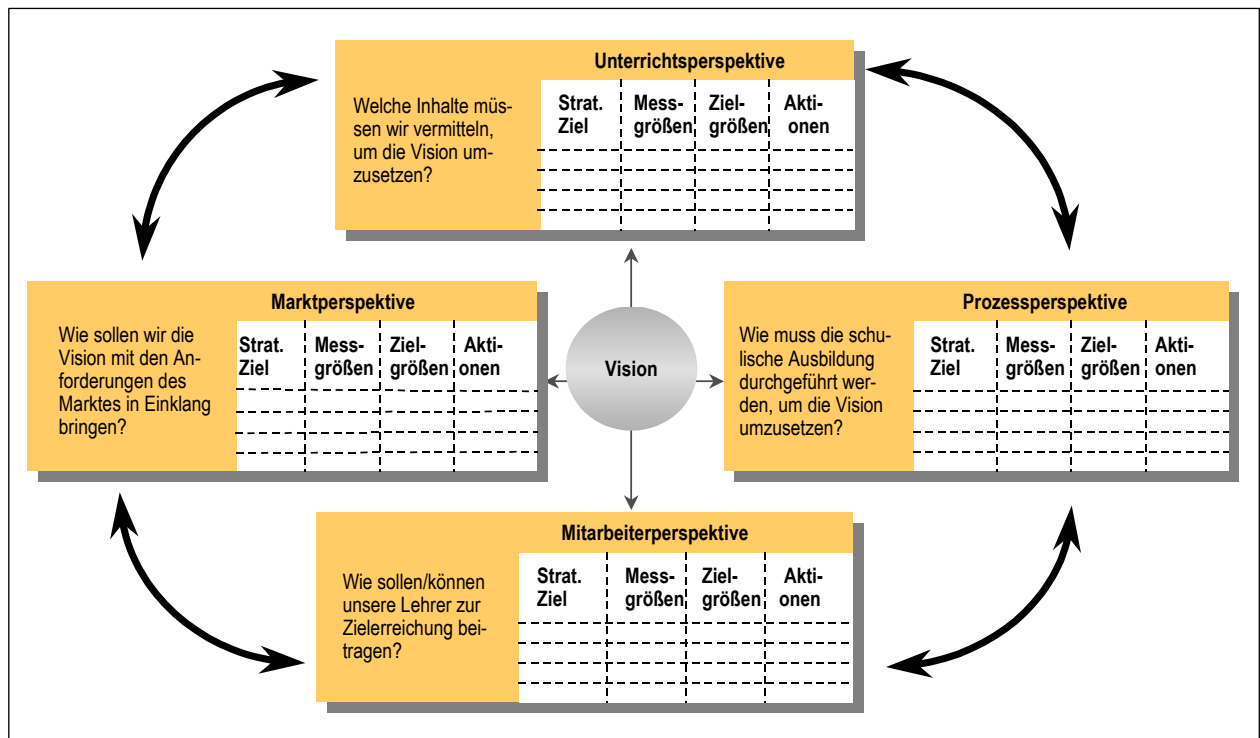 Unterrichtsperspektive
Welche Inhalte müs-
sen wir vermitteln,
um die Vision um-
zusetzen?
Strat. Mess- Ziel- Akti-
Ziel größen größen onen
Marktperspektive
Wie sollen wir die
Vision mit den An-
forderungen des
Marktes in Einklang
bringen?
Strat. Mess- Ziel- Akti-
Ziel größen größen onen
Vision
Prozessperspektive
Wie muss die schu-
lische Ausbildung
durchgeführt wer-
den, um die Vision
umzusetzen?
Strat. Mess- Ziel- Akti-
Ziel größen größen onen
Mitarbeiterperspektive
Wie sollen/können
unsere Lehrer zur
Zielerreichung bei-
tragen?
Strat. Mess- Ziel- Akti-
Ziel größen größen onen